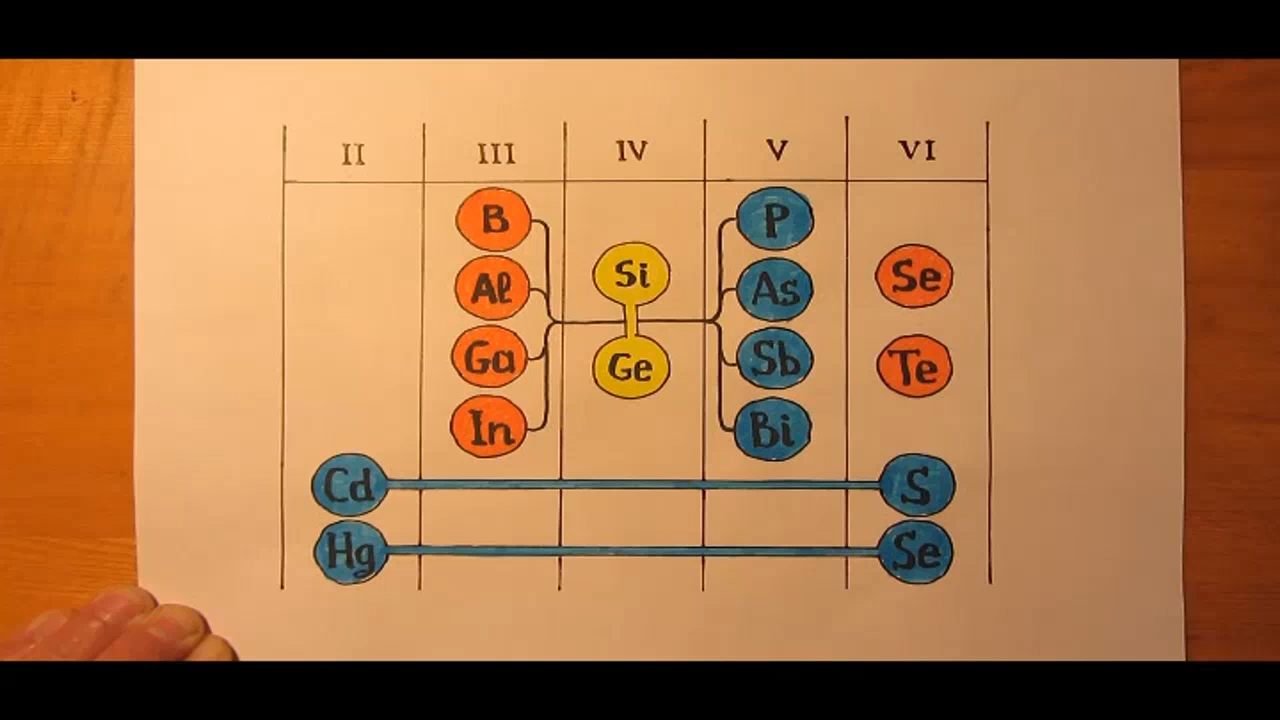 II III IV V VI
B P
Si Se
Al As
Ga Sb
Ge Te
In Bi
Cd S
Hg Se